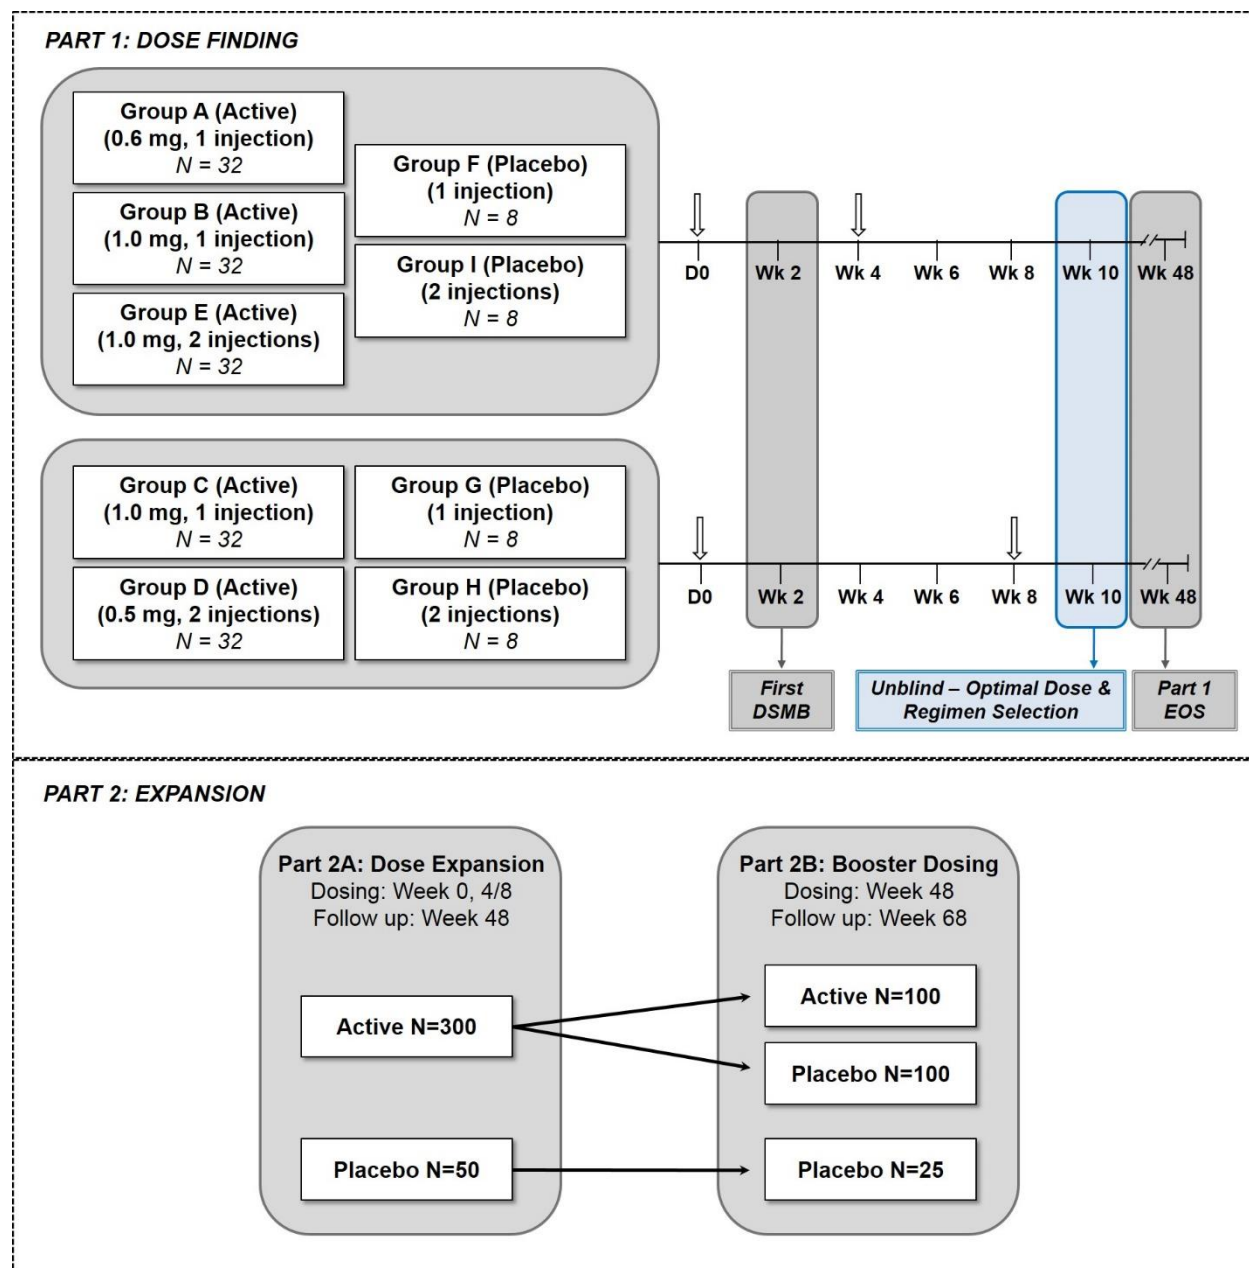 PART 1: DOSE FINDING
Group A (Active)
(0.6 mg, 1 injection)
N = 32
Group B (Active)
(1.0 mg, 1 injection)
N = 32
Group E (Active)
(1.0 mg, 2 injections)
N = 32
Group F (Placebo)
(1 injection)
N = 8
Group I (Placebo)
(2 injections)
N = 8
D0 Wk 2 Wk 4 Wk 6 Wk 8 Wk 10 Wk 48
Group C (Active)
(1.0 mg, 1 injection)
N = 32
Group D (Active)
(0.5 mg, 2 injections)
N = 32
Group G (Placebo)
(1 injection)
N = 8
Group H (Placebo)
(2 injections)
N = 8
D0 Wk 2 Wk 4 Wk 6 Wk 8 Wk 10 Wk 48
First
DSMB
Unblind – Optimal Dose &
Regimen Selection
Part 1
EOS
PART 2: EXPANSION
Part 2A: Dose Expansion
Dosing: Week 0, 4/8
Follow up: Week 48
Active N=300
Placebo N=50
Part 2B: Booster Dosing
Dosing: Week 48
Follow up: Week 68
Active N=100
Placebo N=100
Placebo N=25